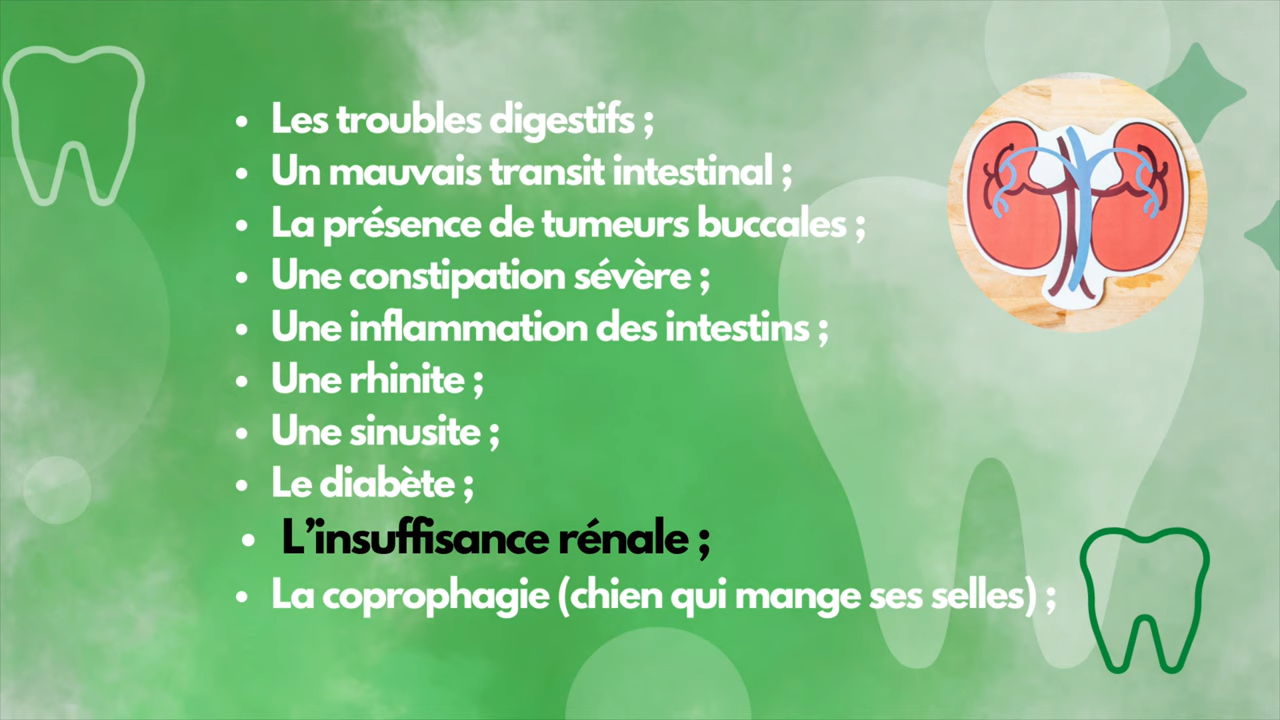 • Les troubles digestifs ;
• Un mauvais transit intestinal ;
• La présence de tumeurs buccales ;
• Une constipation sévère ;
• Une inflammation des intestins ;
• Une rhinite ;
• Une sinusite ;
• Le diabète ;
• L’insuffisance rénale ;
• La coprophagie (chien qui mange ses selles) ;